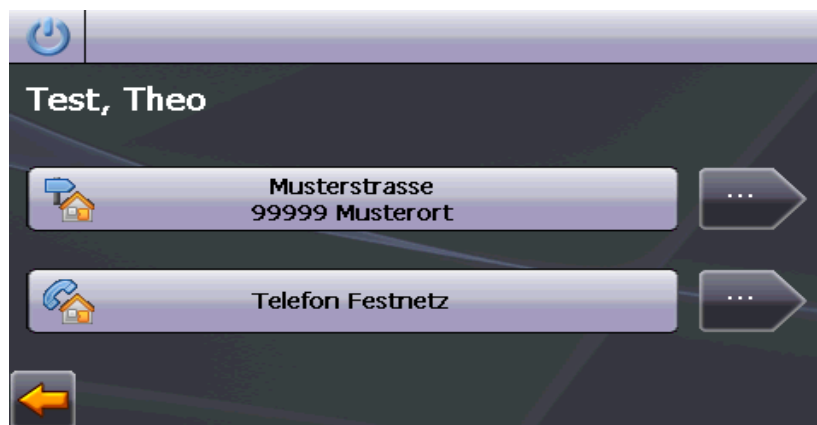 Test, Theo
Musterstrasse
99999 Musterort
...
Telefon Festnetz
...